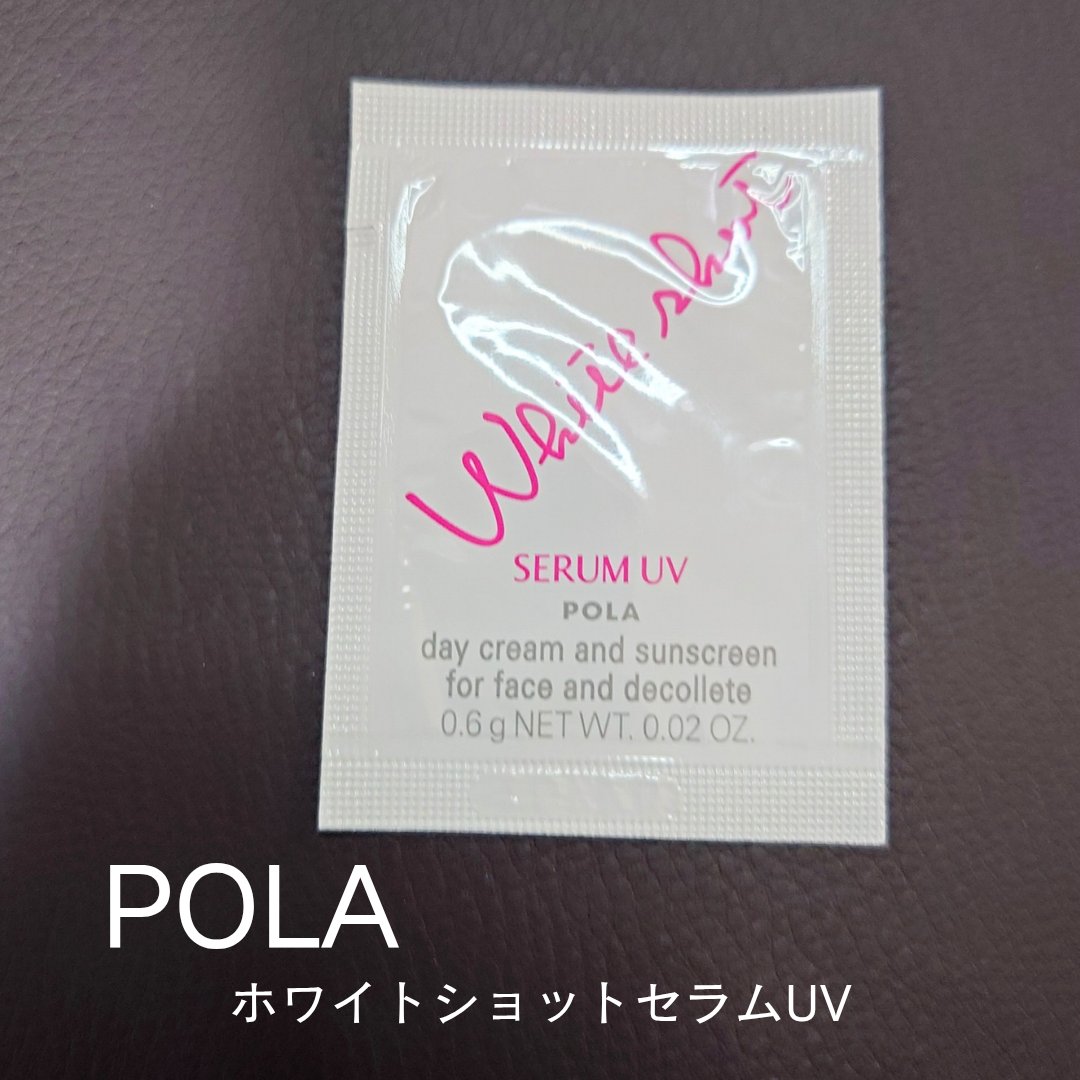 White shot
SERUM UV
POLA
day cream and sunscreen
for face and decollete
0.6 g NET WT. 0.02 OZ.
POLA
ホワイトショットセラムUV